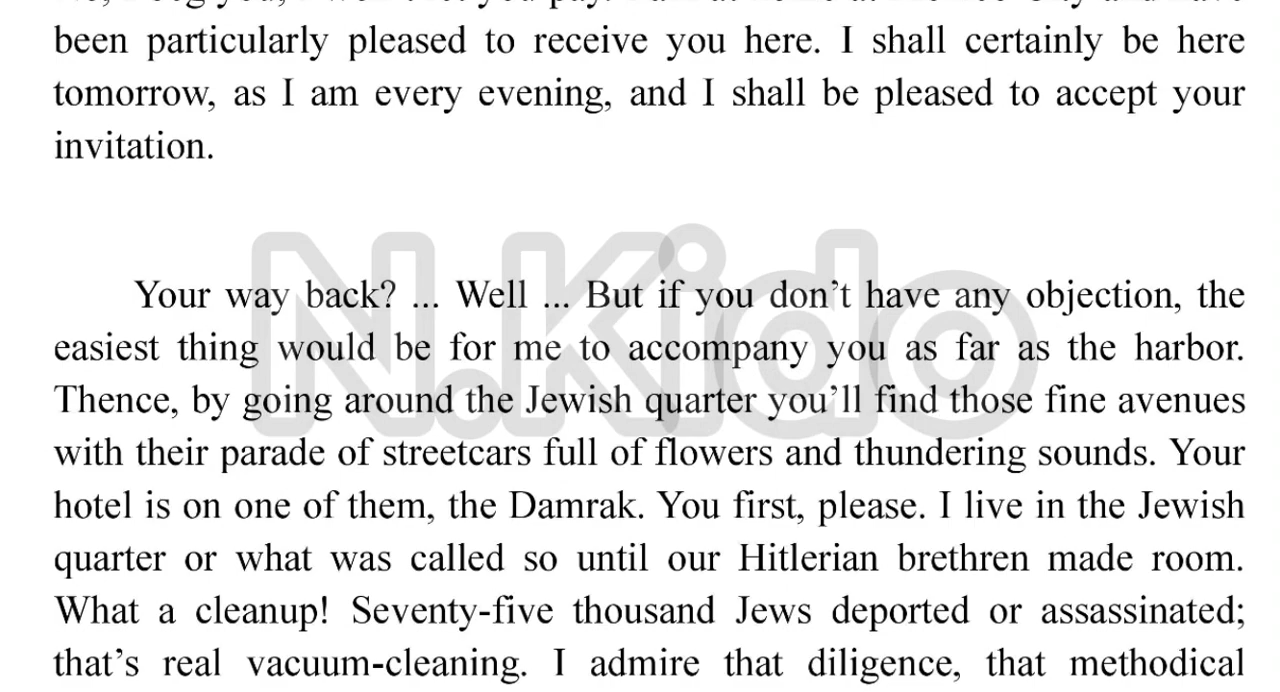 been particularly pleased to receive you here. I shall certainly be here
tomorrow, as I am every evening, and I shall be pleased to accept your
invitation.
N.Kido
Your way back? ... Well ... But if you don’t have any objection, the
easiest thing would be for me to accompany you as far as the harbor.
Thence, by going around the Jewish quarter you’ll find those fine avenues
with their parade of streetcars full of flowers and thundering sounds. Your
hotel is on one of them, the Damrak. You first, please. I live in the Jewish
quarter or what was called so until our Hitlerian brethren made room.
What a cleanup! Seventy-five thousand Jews deported or assassinated;
that’s real vacuum-cleaning. I admire that diligence, that methodical